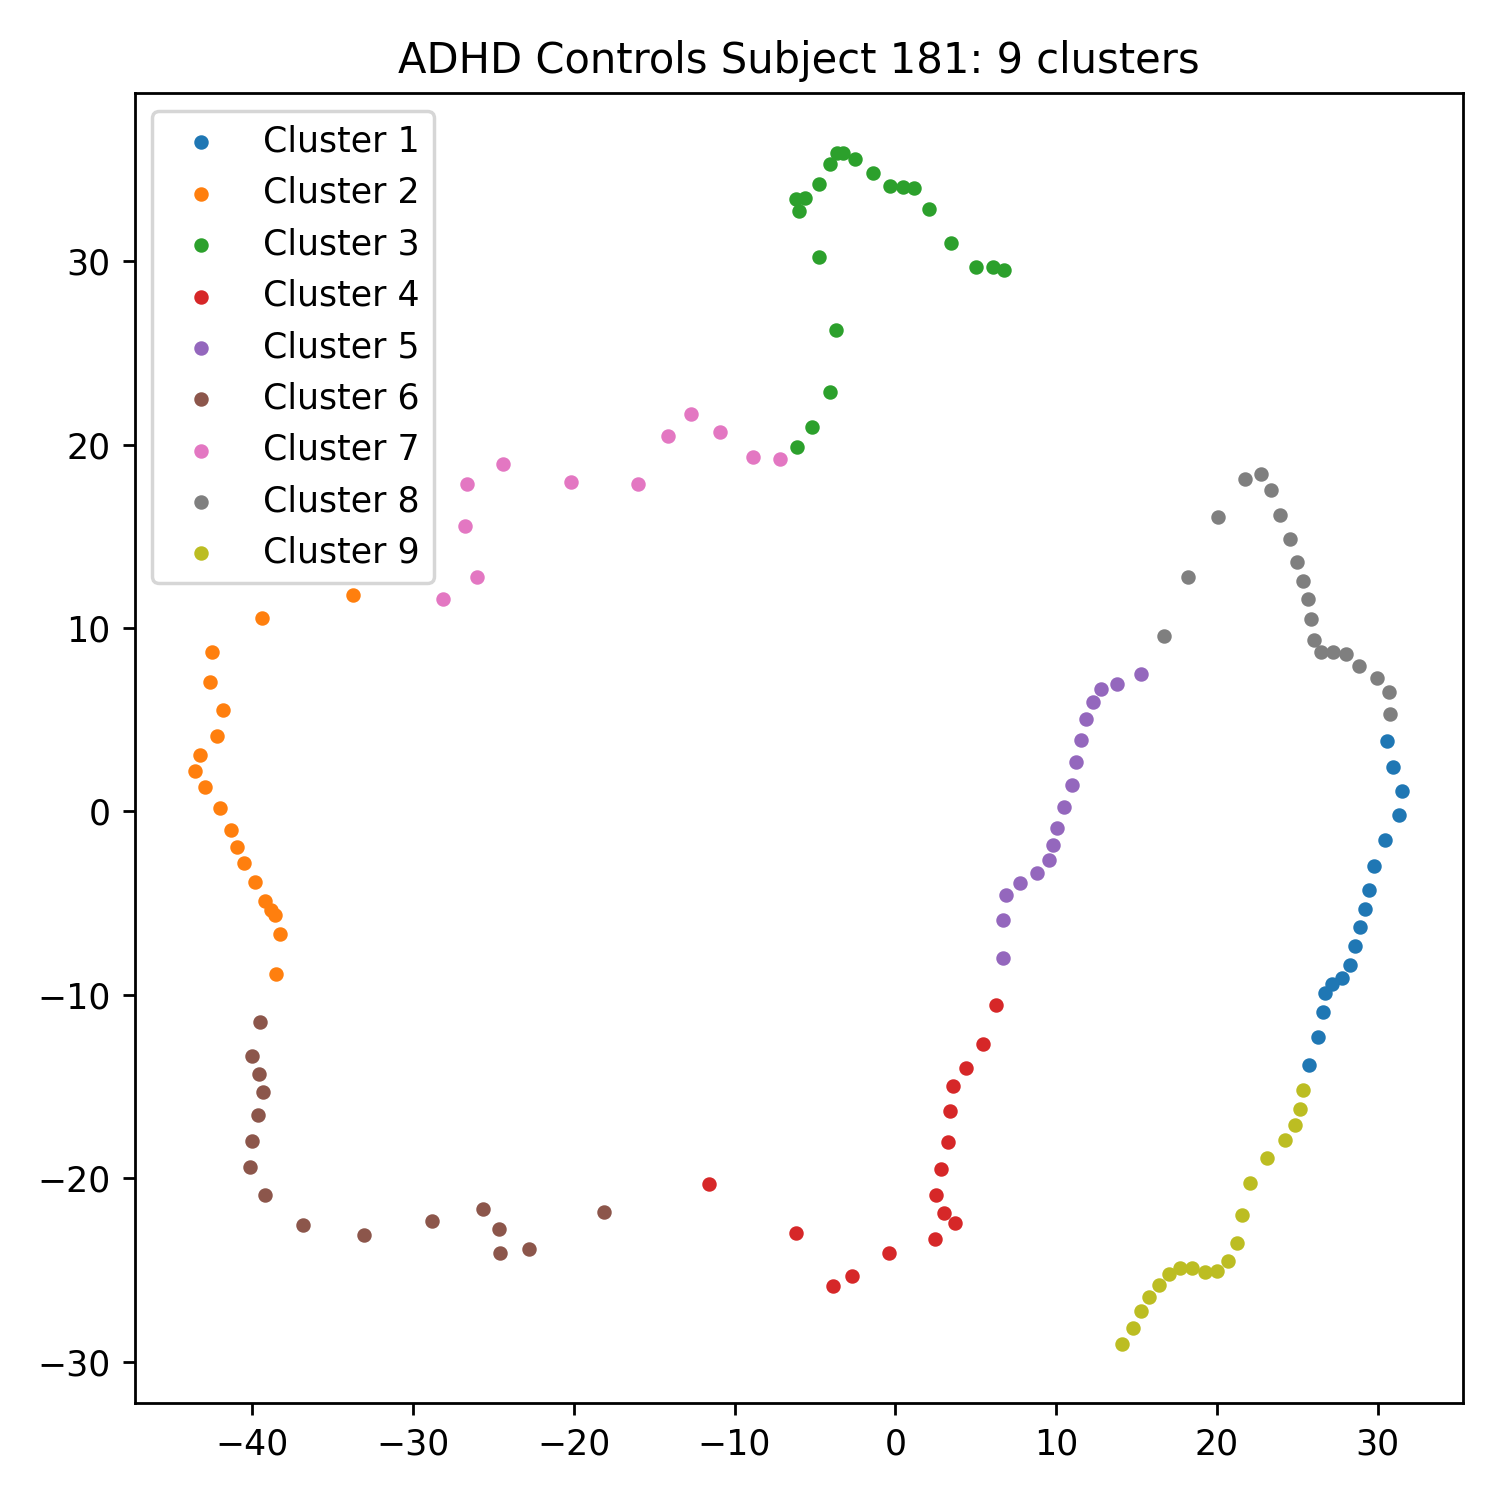 ADHD Controls Subject 181: 9 clusters
Cluster 1
Cluster 2
Cluster 3
Cluster 4
Cluster 5
Cluster 6
Cluster 7
Cluster 8
Cluster 9
30
20
10
0
−10
−20
−30
−40 −30 −20 −10 0 10 20 30